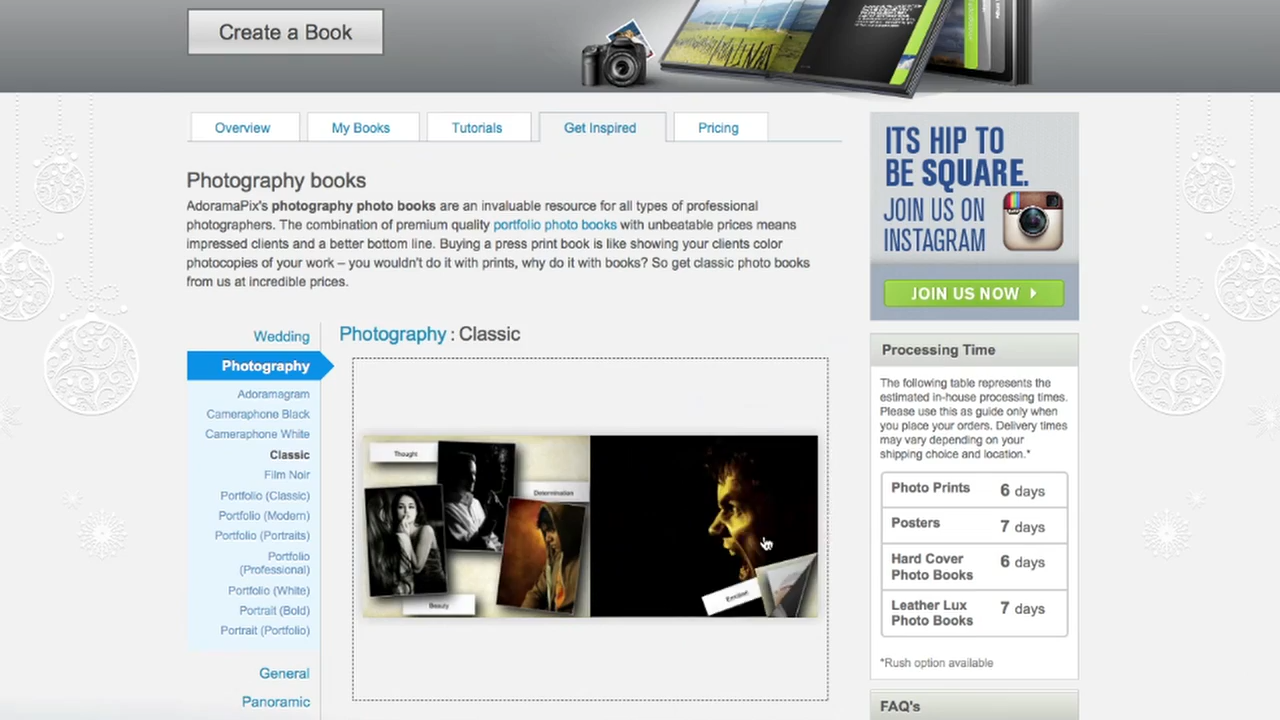 Create a Book
Overview
My Books
Tutorials
Get Inspired
Pricing
Photography books
AdoramaPix's photography photo books are an invaluable resource for all types of professional
photographers. The combination of premium quality portfolio photo books with unbeatable prices means
impressed clients and a better bottom line. Buying a press print book is like showing your clients color
photocopies of your work – you wouldn't do it with prints, why do it with books? So get classic photo books
from us at incredible prices.
Wedding
Photography
Adoramagram
Cameraphone Black
Cameraphone White
Classic
Film Noir
Portfolio (Classic)
Portfolio (Modern)
Portfolio (Portraits)
Portfolio
(Professional)
Portfolio (White)
Portrait (Bold)
Portrait (Portfolio)
General
Panoramic
Photography : Classic
Thought
Determination
Beauty
ITS HIP TO
BE SQUARE.
JOIN US ON
INSTAGRAM
JOIN US NOW
Processing Time
The following table represents the
estimated in-house processing times.
Please use this as guide only when
you place your orders. Delivery times
may vary depending on your
shipping choice and location.*
Photo Prints 6 days
Posters 7 days
Hard Cover
Photo Books 6 days
Leather Lux
Photo Books 7 days
*Rush option available
FAQ's